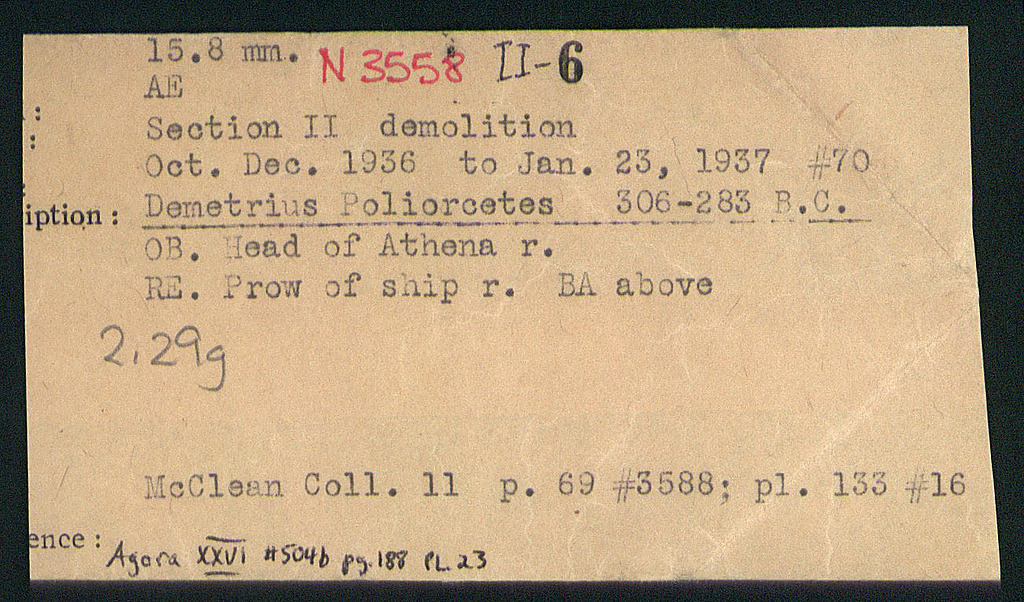 15.8 mm. N 3558 II-6
AE
:
Section II demolition
:
Oct. Dec. 1936 to Jan. 23, 1937 #70
iption : Demetrius Poliorcetes 306-283 B.C.
OB. Head of Athena r.
RE. Prow of ship r. BA above
2.29g
McClean Coll. 11 p. 69 #3588; pl. 133 #16
ence : Agora XXVI #504b pg. 188 PL. 23